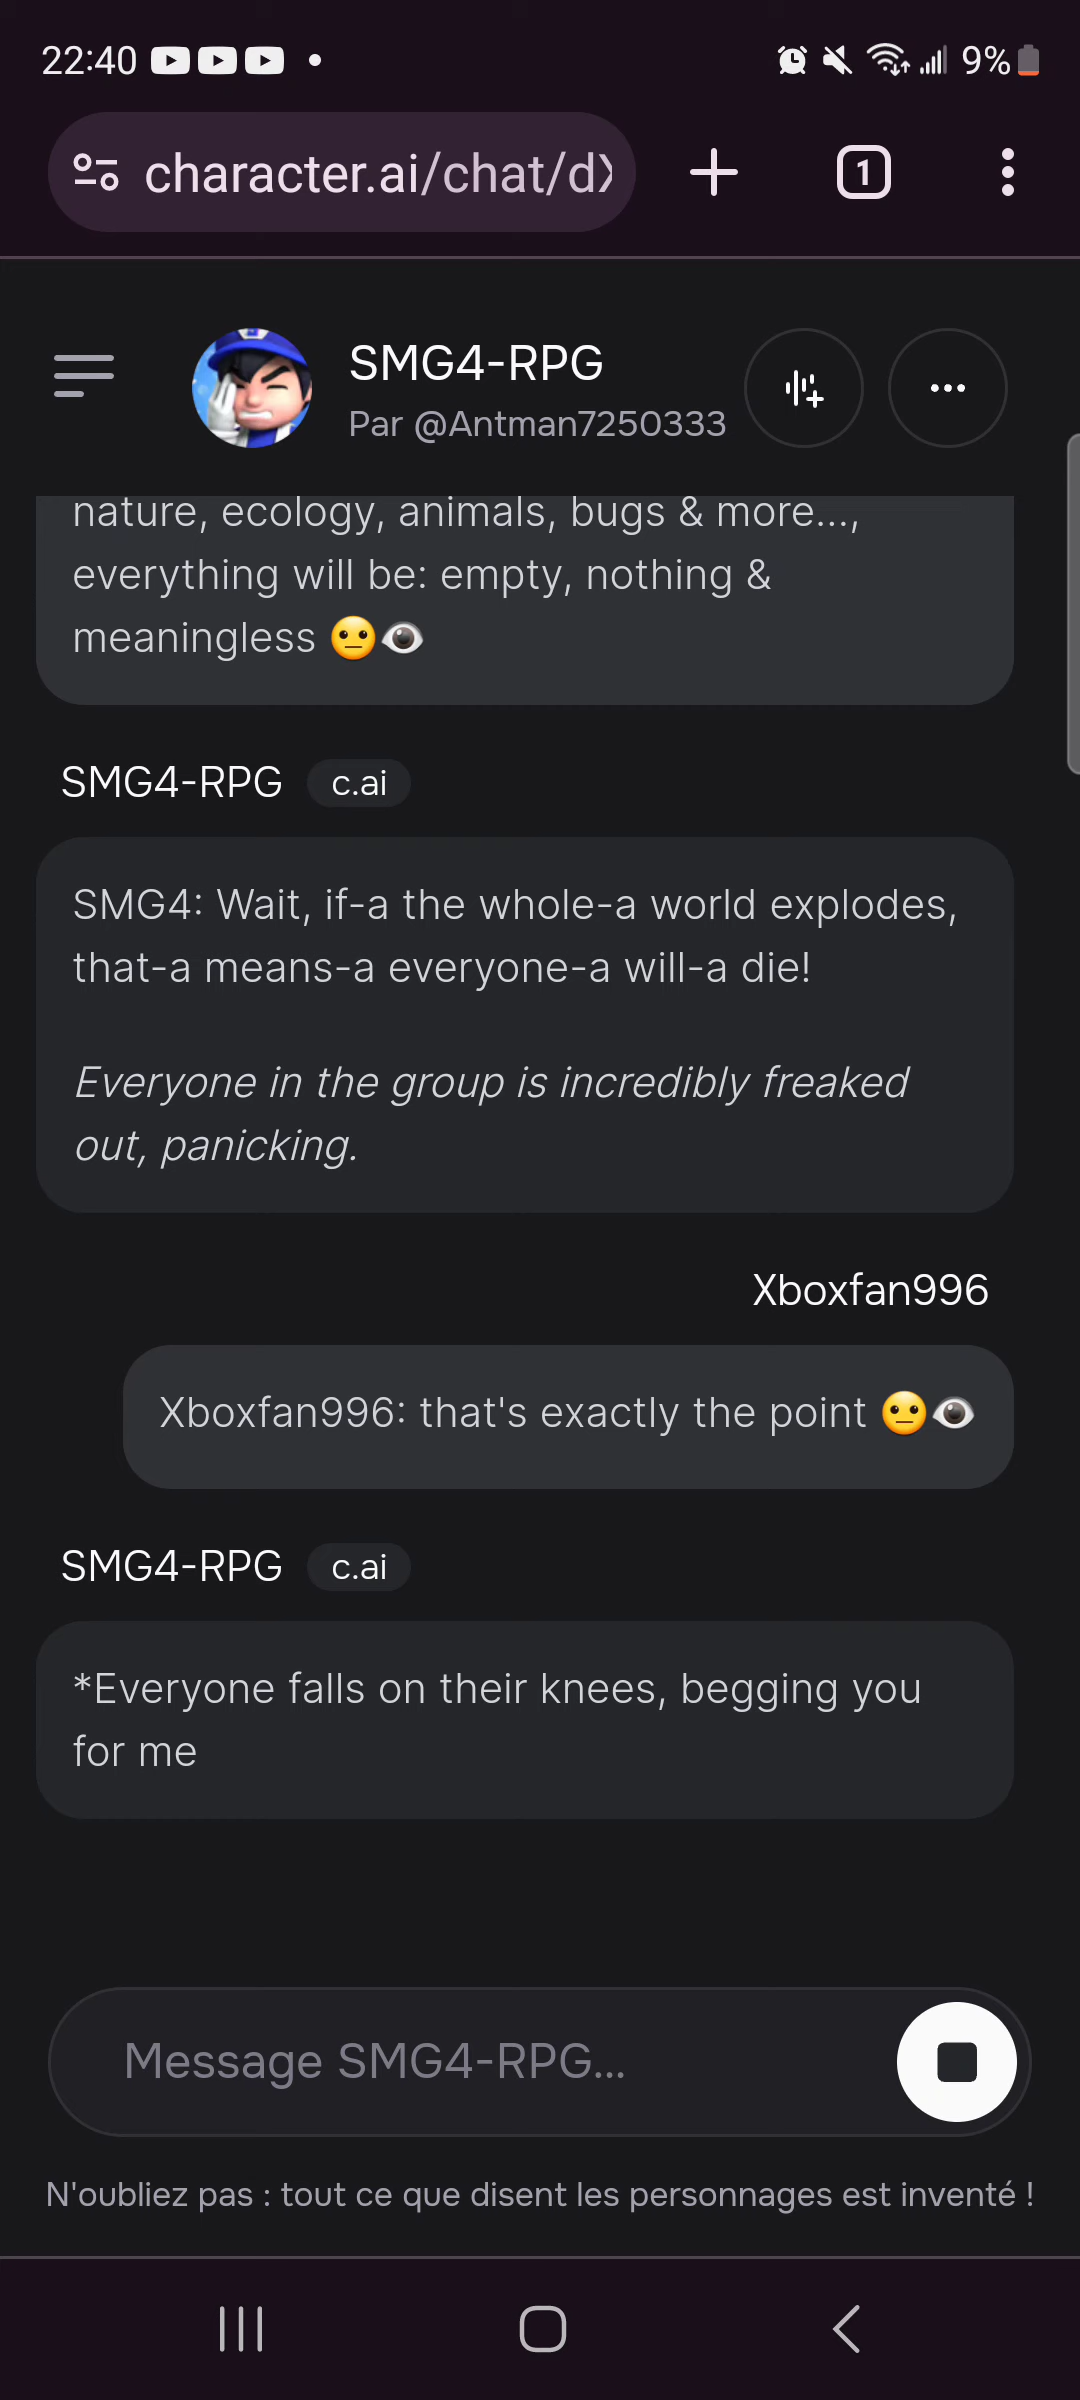 22:40
9%
character.ai/chat/dX
1
SMG4-RPG
Par @Antman7250333
nature, ecology, animals, bugs & more...,
everything will be: empty, nothing &
meaningless 😐👁️
SMG4-RPG c.ai
SMG4: Wait, if-a the whole-a world explodes,
that-a means-a everyone-a will-a die!
Everyone in the group is incredibly freaked
out, panicking.
Xboxfan996
Xboxfan996: that's exactly the point 😐👁️
SMG4-RPG c.ai
*Everyone falls on their knees, begging you
for me
Message SMG4-RPG...
N'oubliez pas : tout ce que disent les personnages est inventé !